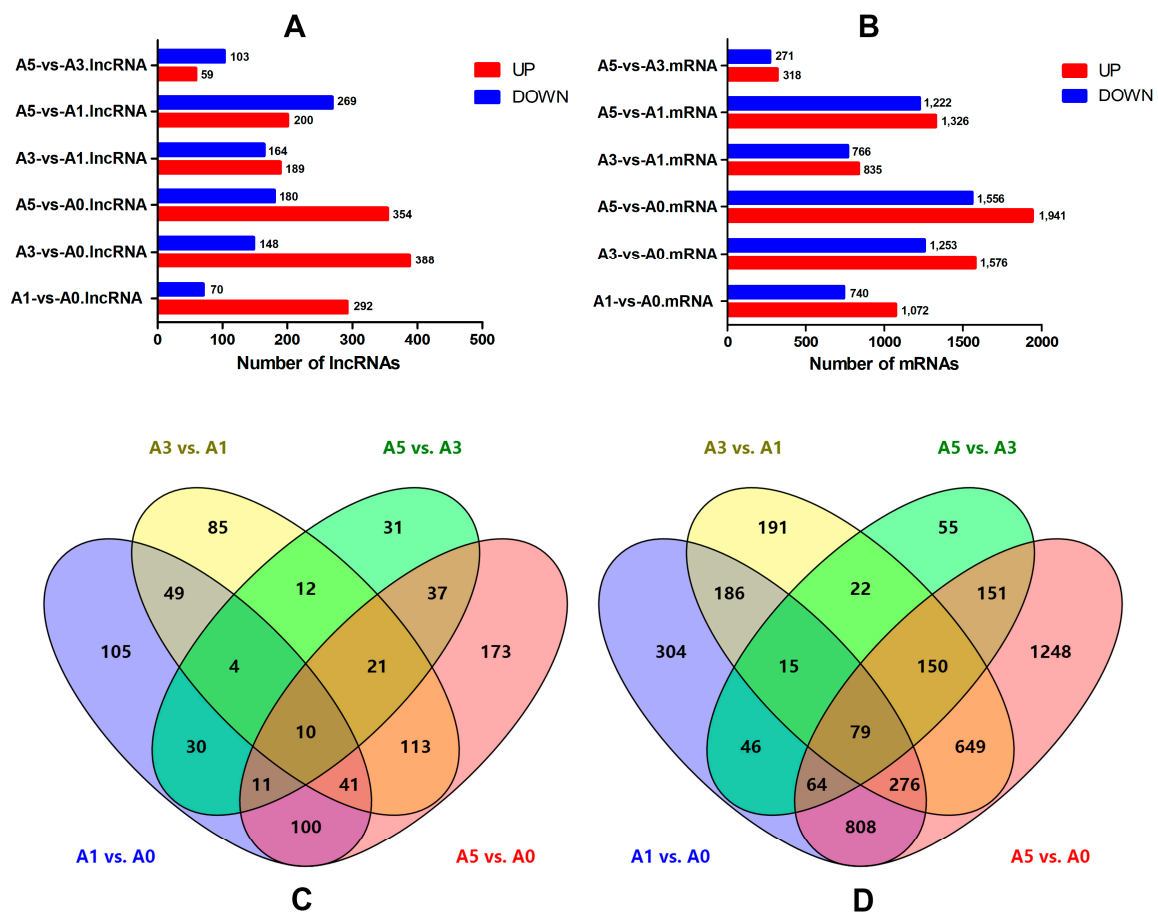 A
A5-vs-A3.lncRNA
103
59
A5-vs-A1.lncRNA
269
200
A3-vs-A1.lncRNA
164
189
A5-vs-A0.lncRNA
180
354
A3-vs-A0.lncRNA
148
388
A1-vs-A0.lncRNA
70
292
0 100 200 300 400 500
Number of lncRNAs
UP
DOWN
B
A5-vs-A3.mRNA
271
318
A5-vs-A1.mRNA
1,222
1,326
A3-vs-A1.mRNA
766
835
A5-vs-A0.mRNA
1,556
1,941
A3-vs-A0.mRNA
1,253
1,576
A1-vs-A0.mRNA
740
1,072
0 500 1000 1500 2000
Number of mRNAs
UP
DOWN
A3 vs. A1 A5 vs. A3
85 31
49 12 37
105 4 21 173
10
30 113
11 41
100
A1 vs. A0 A5 vs. A0
C
A3 vs. A1 A5 vs. A3
191 55
186 22 151
304 15 150 1248
79
46 649
64 276
808
A1 vs. A0 A5 vs. A0
D